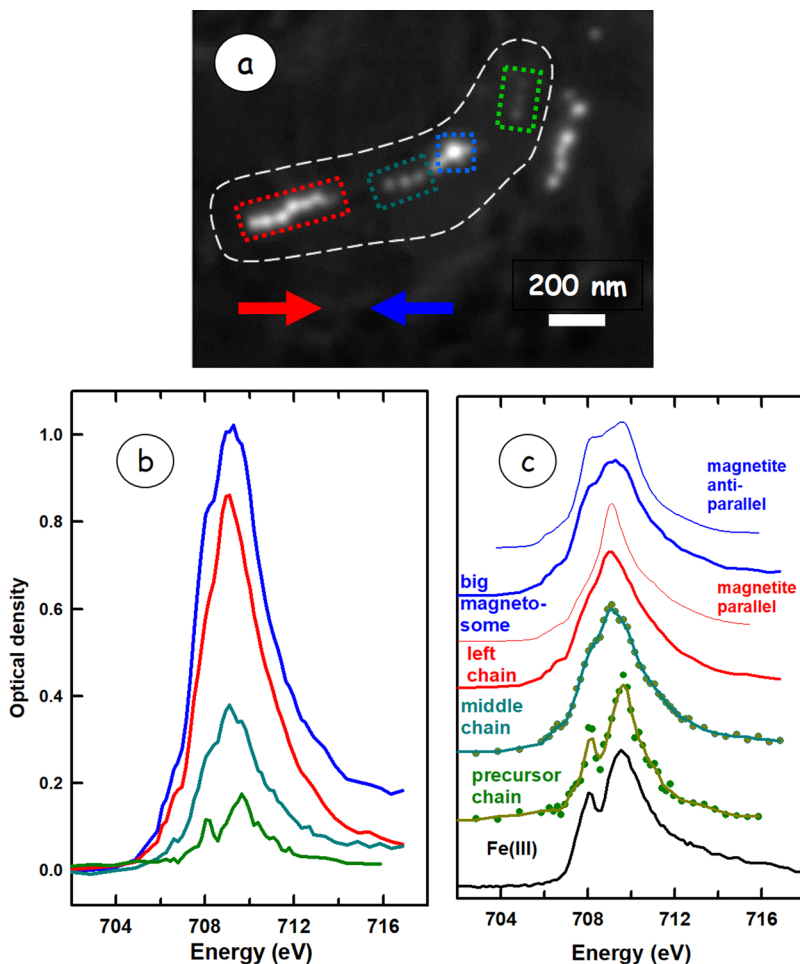 a
200 nm
b
1.0
0.8
0.6
0.4
0.2
0.0
Optical density
704
708
712
716
Energy (eV)
c
magnetite
anti-
parallel
big
magneto-
some
magnetite
parallel
left
chain
middle
chain
precursor
chain
Fe(III)
704
708
712
716
Energy (eV)